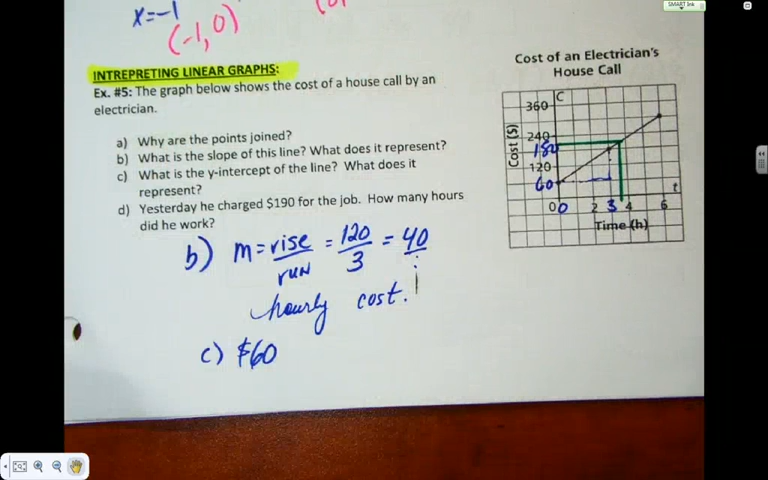 SMART Ink
x=-1
(-1,0)
INTREPRETING LINEAR GRAPHS:
Ex. #5: The graph below shows the cost of a house call by an
electrician.
a) Why are the points joined?
b) What is the slope of this line? What does it represent?
c) What is the y-intercept of the line? What does it
represent?
d) Yesterday he charged $190 for the job. How many hours
did he work?
b) m=rise/run = 120/3 = 40
hourly cost.
c) $60
Cost of an Electrician's
House Call
C
360
240
180
120
60
Cost ($)
0 0 2 3 4 6 t
Time (h)